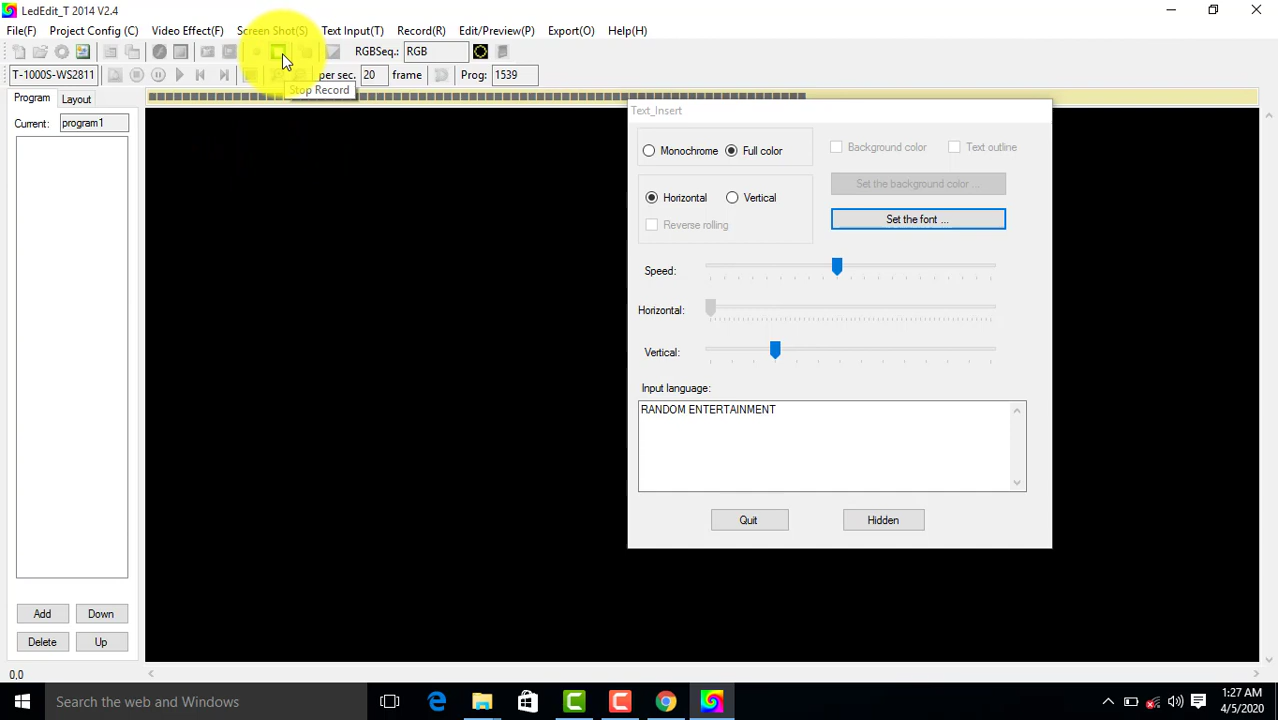 LedEdit_T 2014 V2.4
File(F) Project Config (C) Video Effect(F) Screen Shot(S) Text Input(T) Record(R) Edit/Preview(P) Export(O) Help(H)
RGBSeq.: RGB
T-1000S-WS2811 per sec. 20 frame Prog: 1539
Stop Record
Program Layout
Current: program1
Text_Insert
Monochrome Full color Background color Text outline
Set the background color ...
Horizontal Vertical
Set the font ...
Reverse rolling
Speed:
Horizontal:
Vertical:
Input language:
RANDOM ENTERTAINMENT
Quit Hidden
Add Down
Delete Up
0,0
Search the web and Windows
1:27 AM
4/5/2020